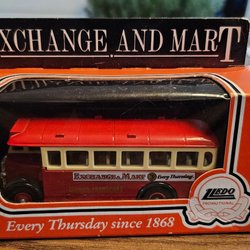 EXCHANGE AND MART
EXCHANGE & MART Every Thursday
LLEDO
PROMOTIONAL
Every Thursday since 1868